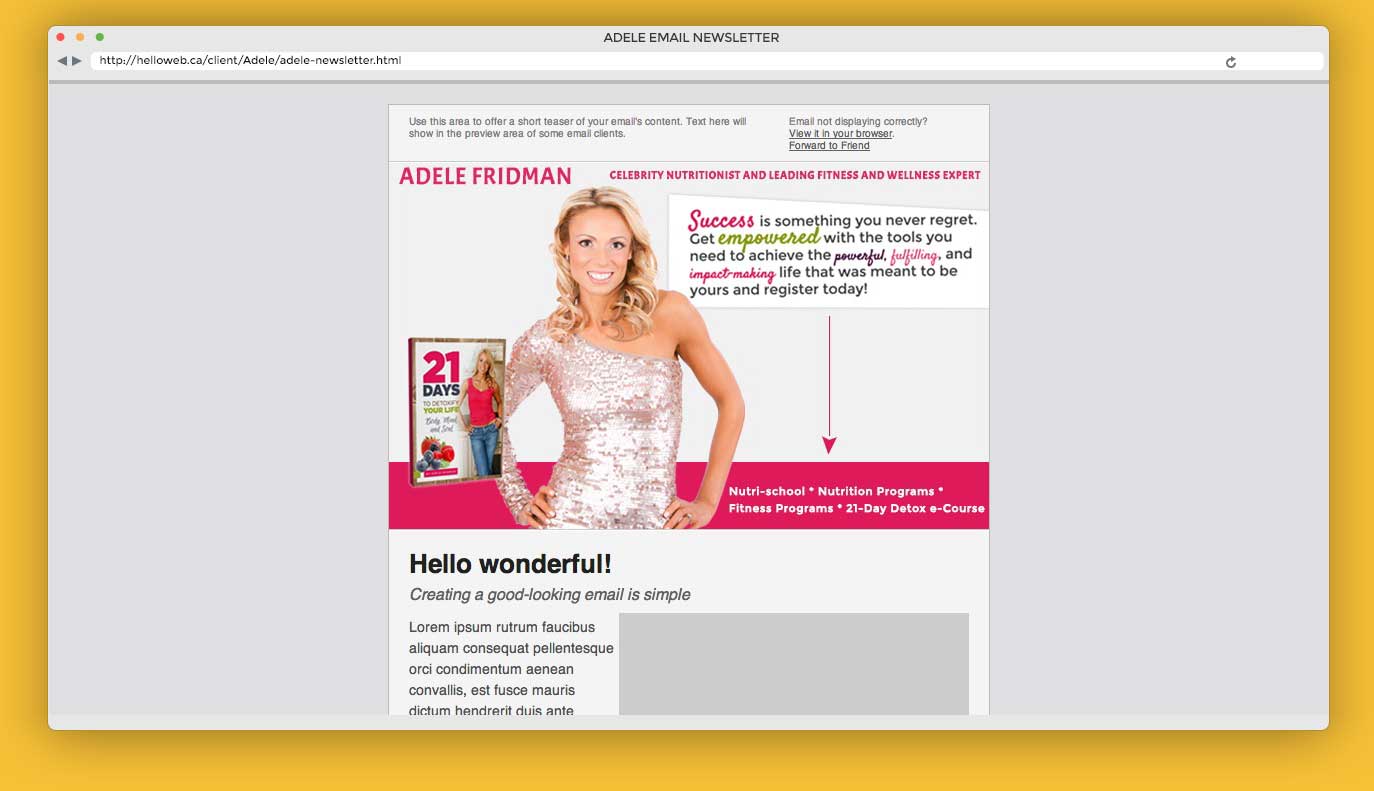 ADELE EMAIL NEWSLETTER
http://helloweb.ca/client/Adele/adele-newsletter.html
Use this area to offer a short teaser of your email's content. Text here will
show in the preview area of some email clients.
Email not displaying correctly?
View it in your browser.
Forward to Friend
ADELE FRIDMAN
CELEBRITY NUTRITIONIST AND LEADING FITNESS AND WELLNESS EXPERT
Success is something you never regret.
Get empowered with the tools you
need to achieve the powerful, fulfilling, and
impact-making life that was meant to be
yours and register today!
21
DAYS
TO DETOXIFY
YOUR LIFE
Body, Mind
and Soul
Nutri-school * Nutrition Programs *
Fitness Programs * 21-Day Detox e-Course
Hello wonderful!
Creating a good-looking email is simple
Lorem ipsum rutrum faucibus
aliquam consequat pellentesque
orci condimentum aenean
convallis, est fusce mauris
dictum hendrerit duis ante